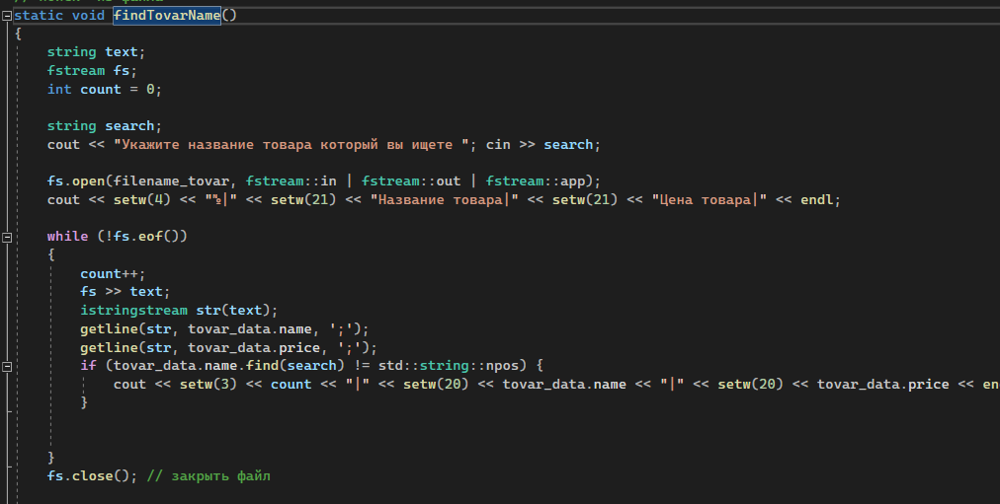 static void findTovarName()
{
string text;
fstream fs;
int count = 0;
string search;
cout << "Укажите название товара который вы ищете "; cin >> search;
fs.open(filename_tovar, fstream::in | fstream::out | fstream::app);
cout << setw(4) << "№|" << setw(21) << "Название товара|" << setw(21) << "Цена товара|" << endl;
while (!fs.eof())
{
count++;
fs >> text;
istringstream str(text);
getline(str, tovar_data.name, ';');
getline(str, tovar_data.price, ';');
if (tovar_data.name.find(search) != std::string::npos) {
cout << setw(3) << count << "|" << setw(20) << tovar_data.name << "|" << setw(20) << tovar_data.price << en
}
}
fs.close(); // закрыть файл